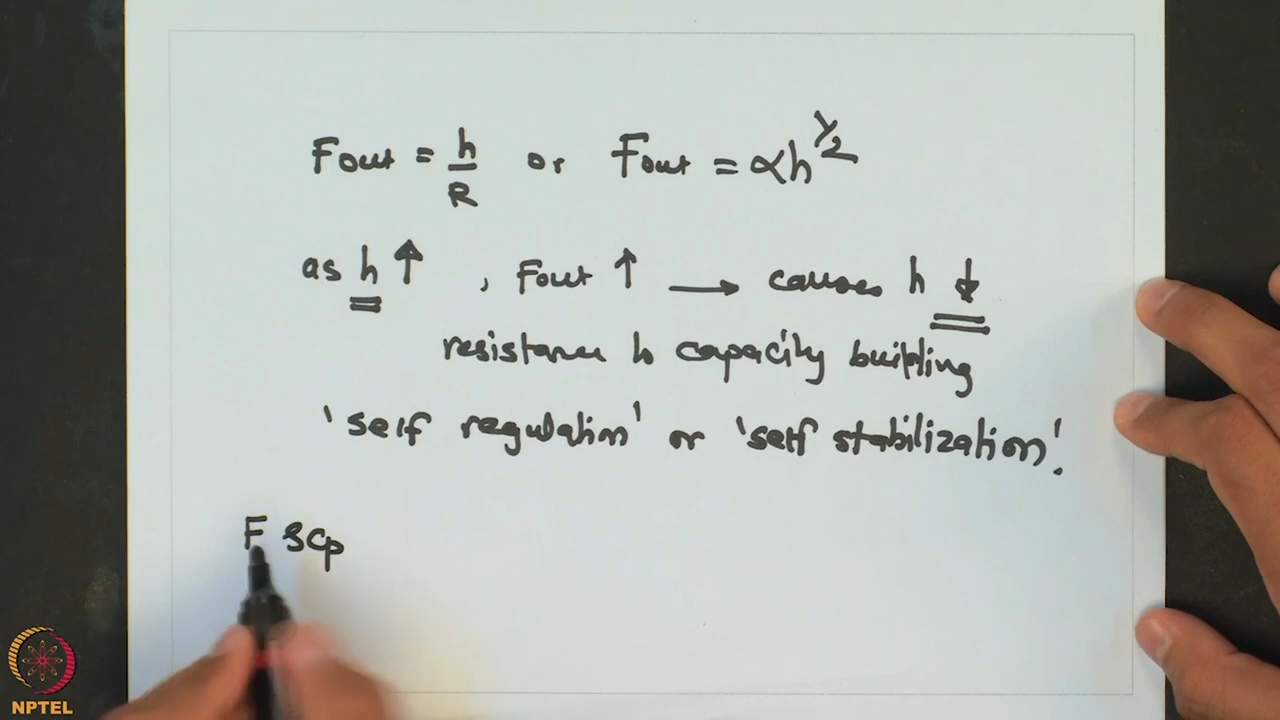 Fout = h/R or Fout = αh^1/2
as h ↑ , Fout ↑ → causes h ↓
resistance to capacity building
'self regulation' or 'self stabilization'.
F ρCp
NPTEL